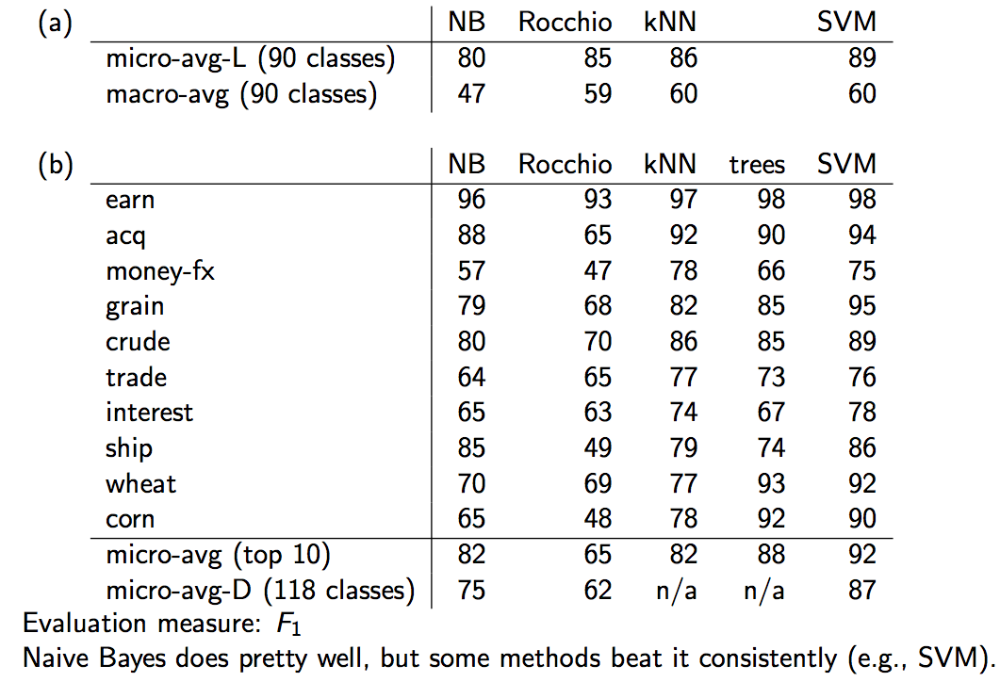 (a) NB Rocchio kNN SVM
micro-avg-L (90 classes) 80 85 86 89
macro-avg (90 classes) 47 59 60 60
(b) NB Rocchio kNN trees SVM
earn 96 93 97 98 98
acq 88 65 92 90 94
money-fx 57 47 78 66 75
grain 79 68 82 85 95
crude 80 70 86 85 89
trade 64 65 77 73 76
interest 65 63 74 67 78
ship 85 49 79 74 86
wheat 70 69 77 93 92
corn 65 48 78 92 90
micro-avg (top 10) 82 65 82 88 92
micro-avg-D (118 classes) 75 62 n/a n/a 87
Evaluation measure: F1
Naive Bayes does pretty well, but some methods beat it consistently (e.g., SVM).